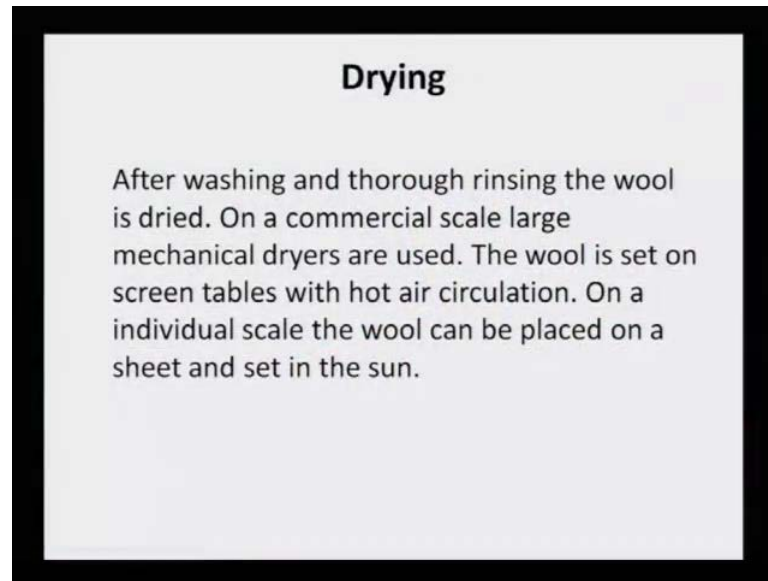 Drying
After washing and thorough rinsing the wool
is dried. On a commercial scale large
mechanical dryers are used. The wool is set on
screen tables with hot air circulation. On a
individual scale the wool can be placed on a
sheet and set in the sun.